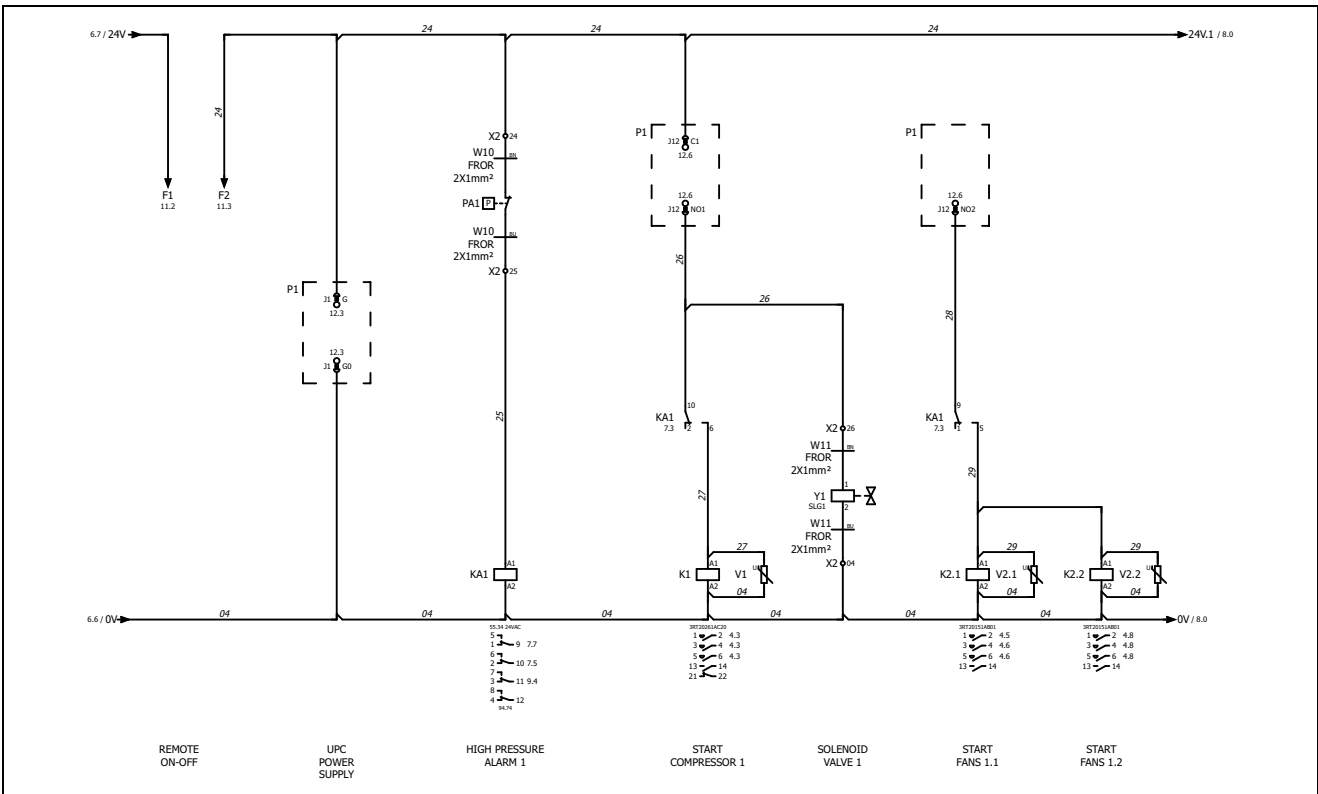 6.7 / 24V
24
24
24
24V.1 / 8.0
24
F1
11.2
F2
11.3
P1
J1 G
12.3
12.3
J1 G0
X2 24
W10 BN
FROR
2X1mm²
PA1 P
W10 BU
FROR
2X1mm²
X2 25
25
KA1 A1
A2
P1
J12 C1
12.6
12.6
J12 NO1
26
26
10
KA1
7.3 2 6
27
27
K1 A1 V1 U
A2
04
X2 26
W11 BN
FROR
2X1mm²
1
Y1
SLG1 2
W11 BU
FROR
2X1mm²
X2 04
P1
12.6
J12 NO2
28
9
KA1
7.3 1 5
29
29
K2.1 A1 V2.1 U
A2
04
29
K2.2 A1 V2.2 U
A2
04
6.6 / 0V
04
04
04
04
04
04
0V / 8.0
55.34 24VAC
5
1 9 7.7
6
2 10 7.5
7
3 11 9.4
8
4 12
94.74
3RT20261AC20
1 2 4.3
3 4 4.3
5 6 4.3
13 14
21 22
3RT20151AB01
1 2 4.5
3 4 4.6
5 6 4.6
13 14
3RT20151AB01
1 2 4.8
3 4 4.8
5 6 4.8
13 14
REMOTE
ON-OFF
UPC
POWER
SUPPLY
HIGH PRESSURE
ALARM 1
START
COMPRESSOR 1
SOLENOID
VALVE 1
START
FANS 1.1
START
FANS 1.2